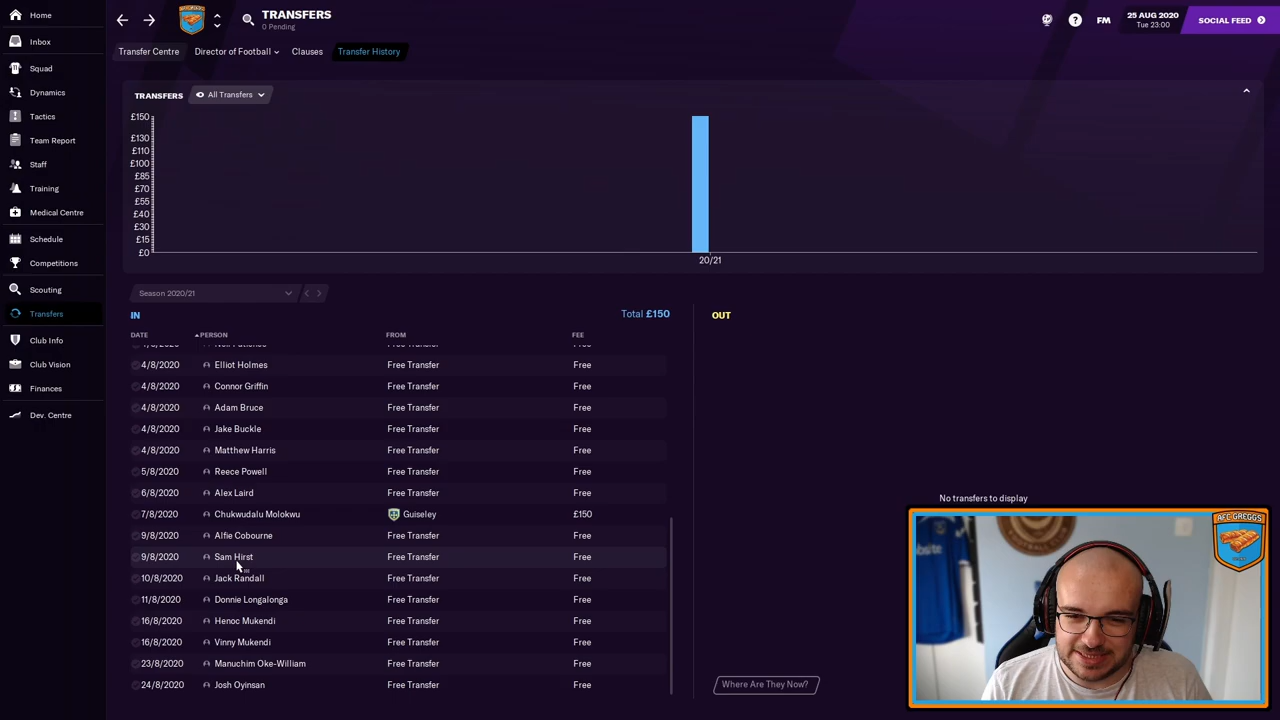 Home
TRANSFERS
0 Pending
FM
25 AUG 2020
Tue 23:00
SOCIAL FEED
Inbox
Squad
Dynamics
Tactics
Team Report
Staff
Training
Medical Centre
Schedule
Competitions
Scouting
Transfers
Club Info
Club Vision
Finances
Dev. Centre
Transfer Centre
Director of Football
Clauses
Transfer History
TRANSFERS
All Transfers
£150
£130
£110
£100
£85
£70
£55
£40
£30
£15
£0
20/21
Season 2020/21
IN
Total £150
OUT
DATE PERSON FROM FEE
4/8/2020 Elliot Holmes Free Transfer Free
4/8/2020 Connor Griffin Free Transfer Free
4/8/2020 Adam Bruce Free Transfer Free
4/8/2020 Jake Buckle Free Transfer Free
4/8/2020 Matthew Harris Free Transfer Free
5/8/2020 Reece Powell Free Transfer Free
6/8/2020 Alex Laird Free Transfer Free
7/8/2020 Chukwudalu Molokwu Guiseley £150
9/8/2020 Alfie Cobourne Free Transfer Free
9/8/2020 Sam Hirst Free Transfer Free
10/8/2020 Jack Randall Free Transfer Free
11/8/2020 Donnie Longalonga Free Transfer Free
16/8/2020 Henoc Mukendi Free Transfer Free
16/8/2020 Vinny Mukendi Free Transfer Free
23/8/2020 Manuchim Oke-William Free Transfer Free
24/8/2020 Josh Oyinsan Free Transfer Free
No transfers to display
Where Are They Now?
AFC GREGGS